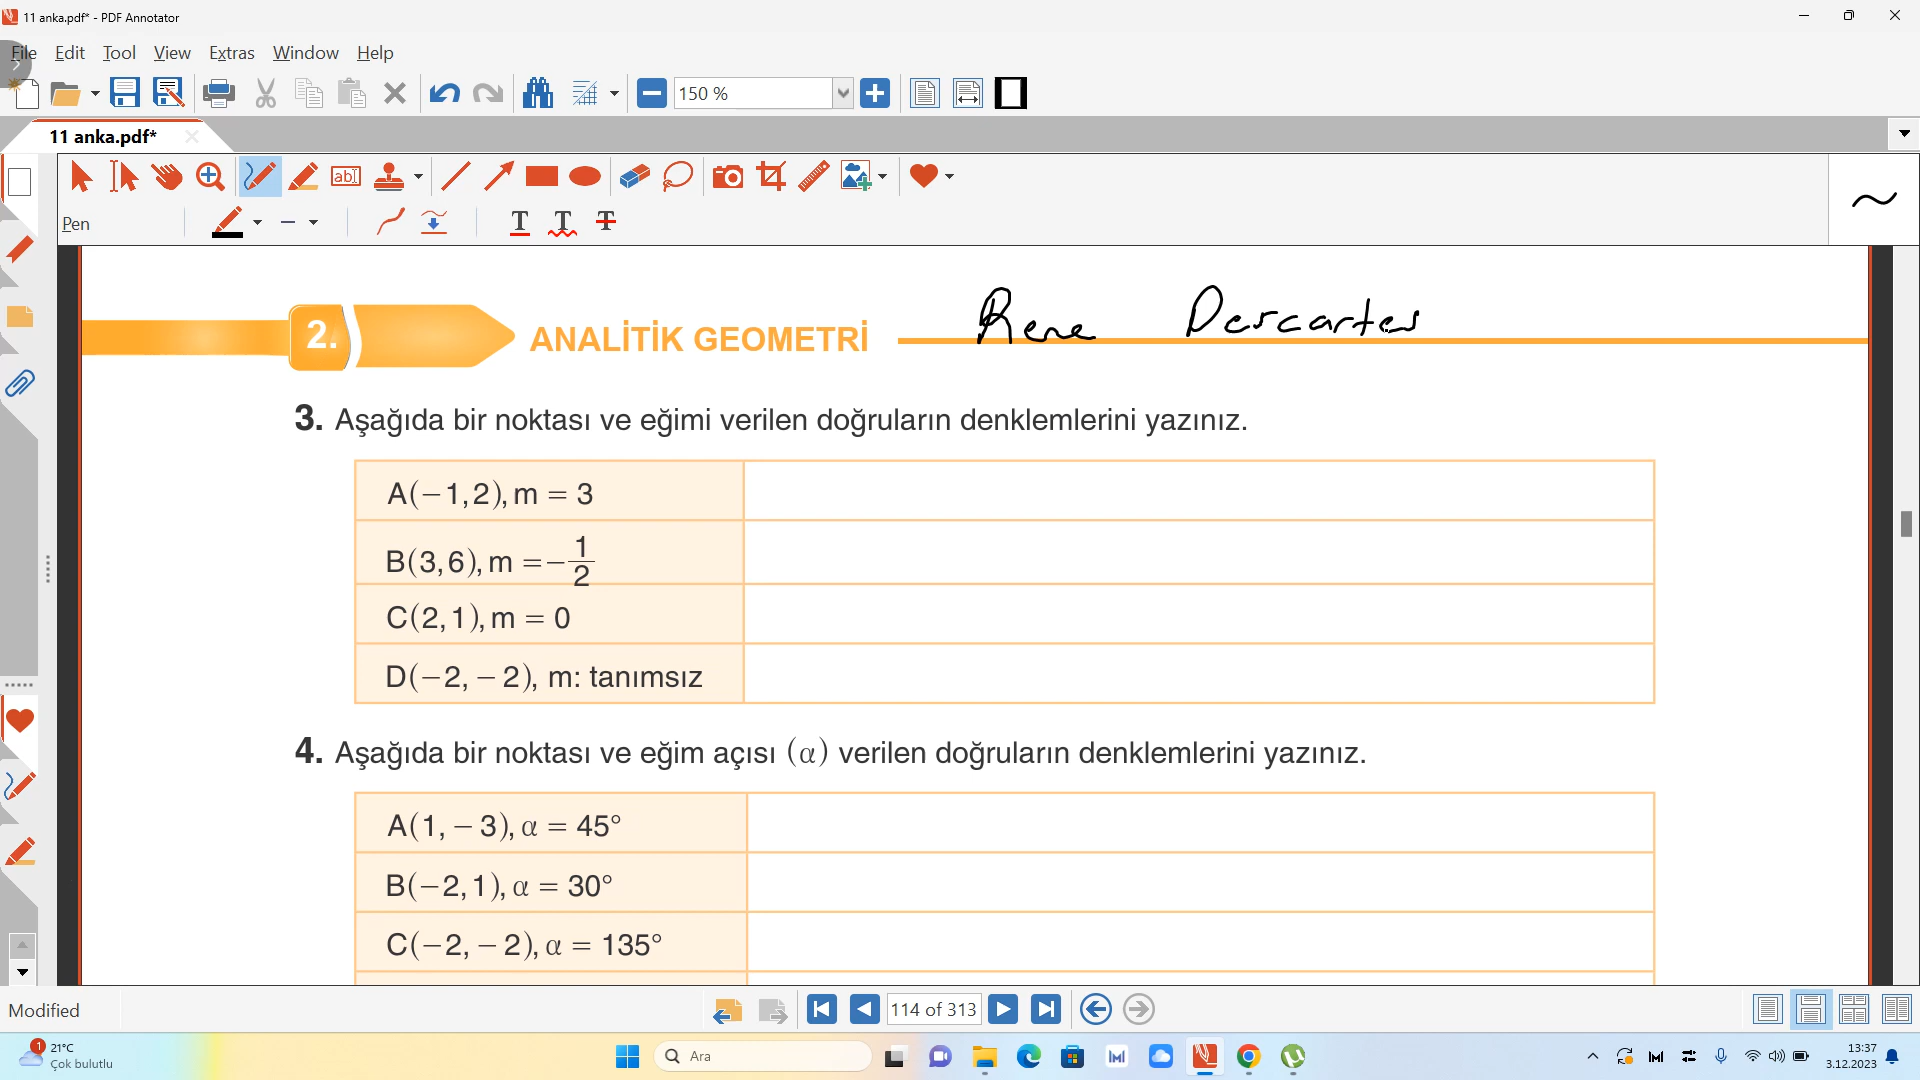 11 anka.pdf* - PDF Annotator
File Edit Tool View Extras Window Help
150 %
11 anka.pdf*
Pen
2. ANALİTİK GEOMETRİ Rene Descartes
3. Aşağıda bir noktası ve eğimi verilen doğruların denklemlerini yazınız.
A(−1,2), m = 3
B(3,6), m = −1/2
C(2,1), m = 0
D(−2, −2), m: tanımsız
4. Aşağıda bir noktası ve eğim açısı (α) verilen doğruların denklemlerini yazınız.
A(1, −3), α = 45°
B(−2,1), α = 30°
C(−2, −2), α = 135°
Modified
114 of 313
1
21°C
Çok bulutlu
Ara
13:37
3.12.2023